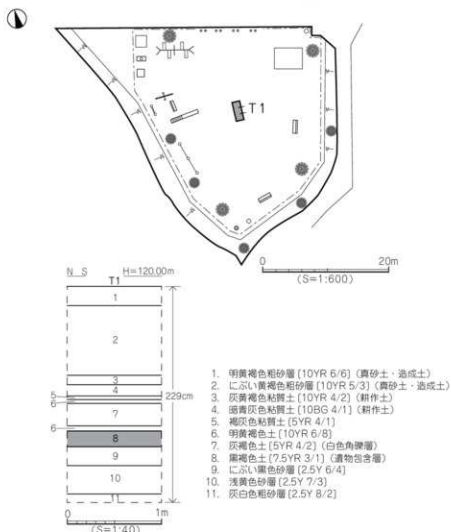 T1
0
20m
(S=1:600)
N S
H=120.00m
T1
1
2
3
4
5
6
7
6
8
9
10
11
229cm
0
1m
(S=1:40)
1. 明黄褐色粗砂層 [10YR 6/6] (真砂土・造成土)
2. にぶい黄褐色粗砂層 [10YR 5/3] (真砂土・造成土)
3. 灰黄褐色粘質土 [10YR 4/2] (耕作土)
4. 暗青灰色粘質土 [10BG 4/1] (耕作土)
5. 褐灰色粘質土 [5YR 4/1]
6. 明黄褐色土 [10YR 6/8]
7. 灰褐色土 [5YR 4/2] (白色角礫層)
8. 黒褐色土 [7.5YR 3/1] (遺物包含層)
9. にぶい黒色砂層 [2.5Y 6/4]
10. 浅黄色砂層 [2.5Y 7/3]
11. 灰白色粗砂層 [2.5Y 8/2]